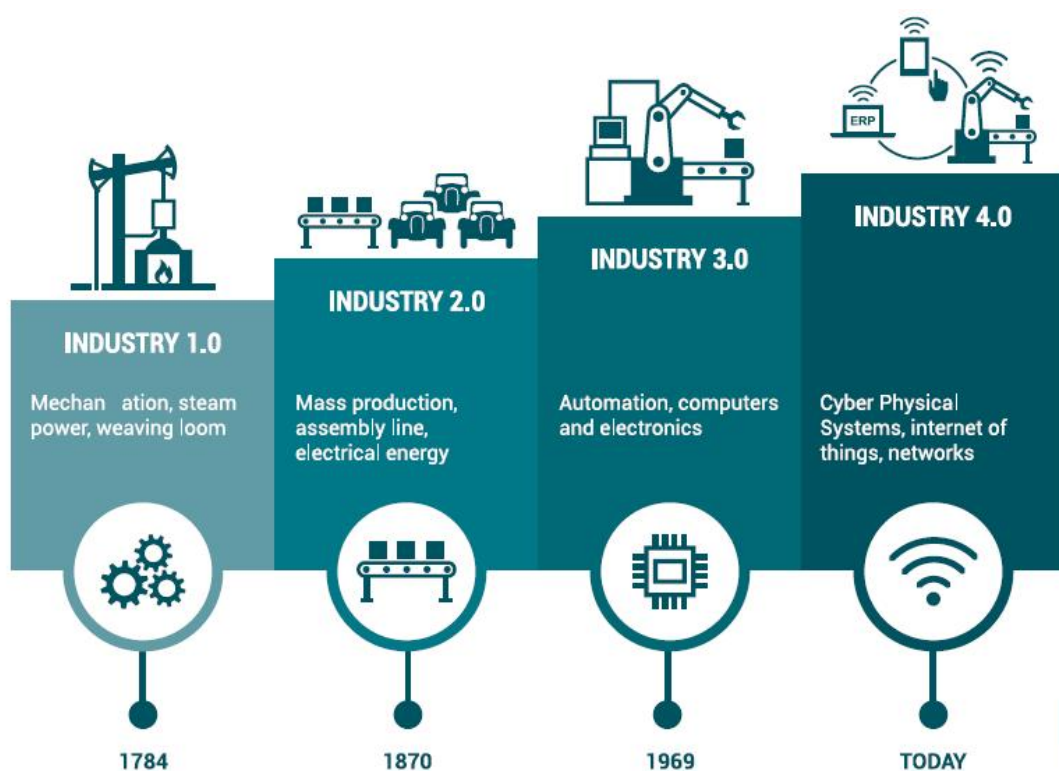 ERP
INDUSTRY 1.0
Mechan ation, steam
power, weaving loom
1784
INDUSTRY 2.0
Mass production,
assembly line,
electrical energy
1870
INDUSTRY 3.0
Automation, computers
and electronics
1969
INDUSTRY 4.0
Cyber Physical
Systems, internet of
things, networks
TODAY